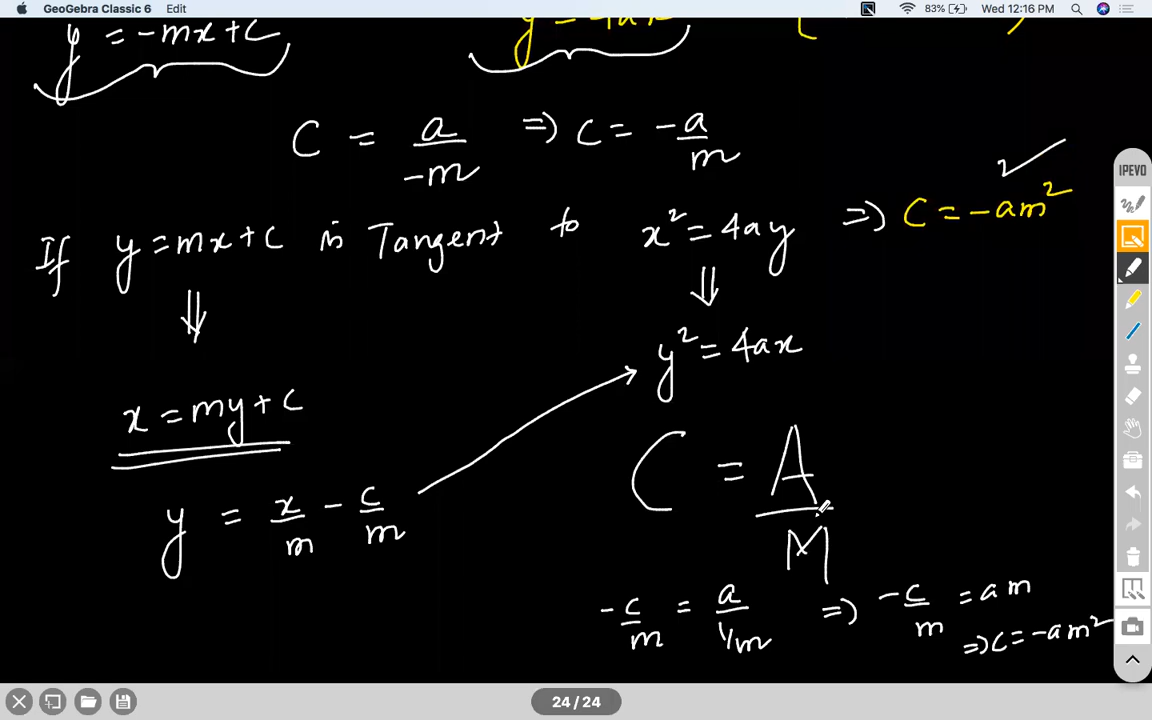 GeoGebra Classic 6 Edit 83% Wed 12:16 PM
y = -mx + c
C = a/-m ⇒ C = -a/m
If y = mx + c is Tangent to x² = 4ay ⇒ C = -am²
⇓ ⇓
y² = 4ax
x = my + c
C = A/M
y = x/m - c/m
-c/m = a/1/m ⇒ -c/m = am
⇒ c = -am²
IPEVO
24 / 24